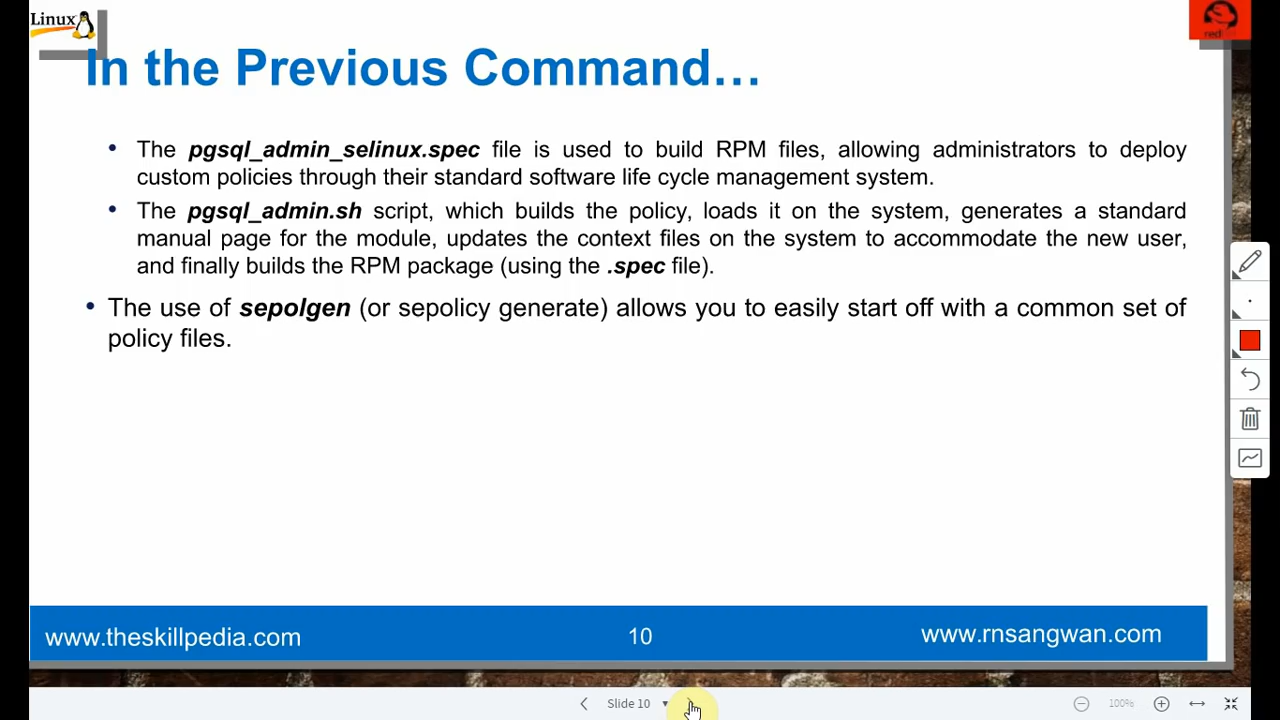 Linux
red
In the Previous Command…
• The pgsql_admin_selinux.spec file is used to build RPM files, allowing administrators to deploy
custom policies through their standard software life cycle management system.
• The pgsql_admin.sh script, which builds the policy, loads it on the system, generates a standard
manual page for the module, updates the context files on the system to accommodate the new user,
and finally builds the RPM package (using the .spec file).
• The use of sepolgen (or sepolicy generate) allows you to easily start off with a common set of
policy files.
www.theskillpedia.com 10 www.rnsangwan.com
Slide 10 100%